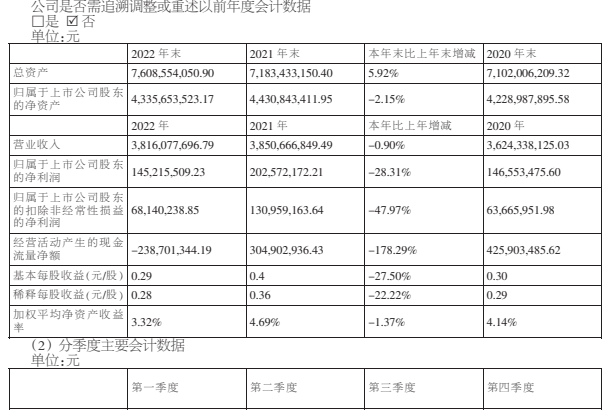 公司是否需追溯调整或重述以前年度会计数据
□是 ☑否
单位:元
2022 年末 2021 年末 本年末比上年末增减 2020 年末
总资产 7,608,554,050.90 7,183,433,150.40 5.92% 7,102,006,209.32
归属于上市公司股东
的净资产 4,335,653,523.17 4,430,843,411.95 -2.15% 4,228,987,895.58
2022 年 2021 年 本年比上年增减 2020 年
营业收入 3,816,077,696.79 3,850,666,849.49 -0.90% 3,624,338,125.03
归属于上市公司股东
的净利润 145,215,509.23 202,572,172.21 -28.31% 146,553,475.60
归属于上市公司股东
的扣除非经常性损益 68,140,238.85 130,959,163.64 -47.97% 63,665,951.98
的净利润
经营活动产生的现金
流量净额 -238,701,344.19 304,902,936.43 -178.29% 425,903,485.62
基本每股收益(元/股) 0.29 0.4 -27.50% 0.30
稀释每股收益(元/股) 0.28 0.36 -22.22% 0.29
加权平均净资产收益
率 3.32% 4.69% -1.37% 4.14%
(2) 分季度主要会计数据
单位:元
第一季度 第二季度 第三季度 第四季度